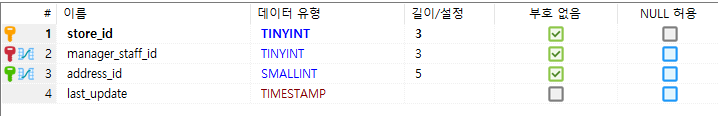 # 이름 데이터 유형 길이/설정 부호 없음 NULL 허용
1 store_id TINYINT 3
2 manager_staff_id TINYINT 3
3 address_id SMALLINT 5
4 last_update TIMESTAMP